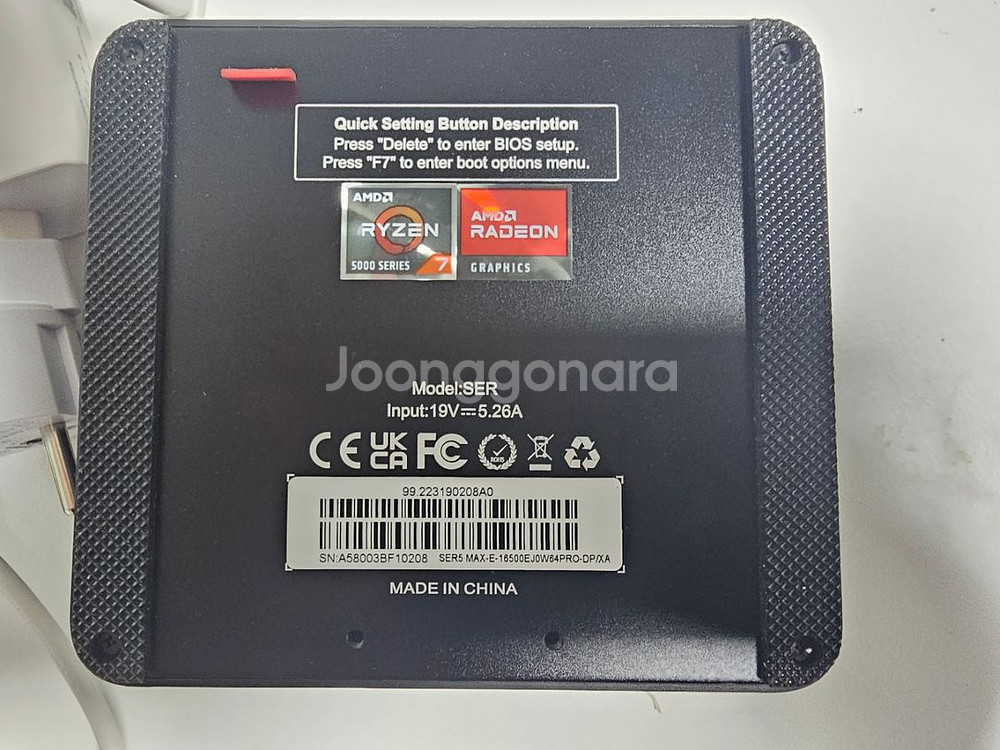 Quick Setting Button Description
Press "Delete" to enter BIOS setup.
Press "F7" to enter boot options menu.
AMD
RYZEN
5000 SERIES 7
AMD
RADEON
GRAPHICS
Joonggonara
Model:SER
Input:19V⎓5.26A
CE UK CA FC RoHS
99.223190208A0
SN:A58003BF10208 SER5 MAX-E-16500EJ0W64PRO-DP/XA
MADE IN CHINA